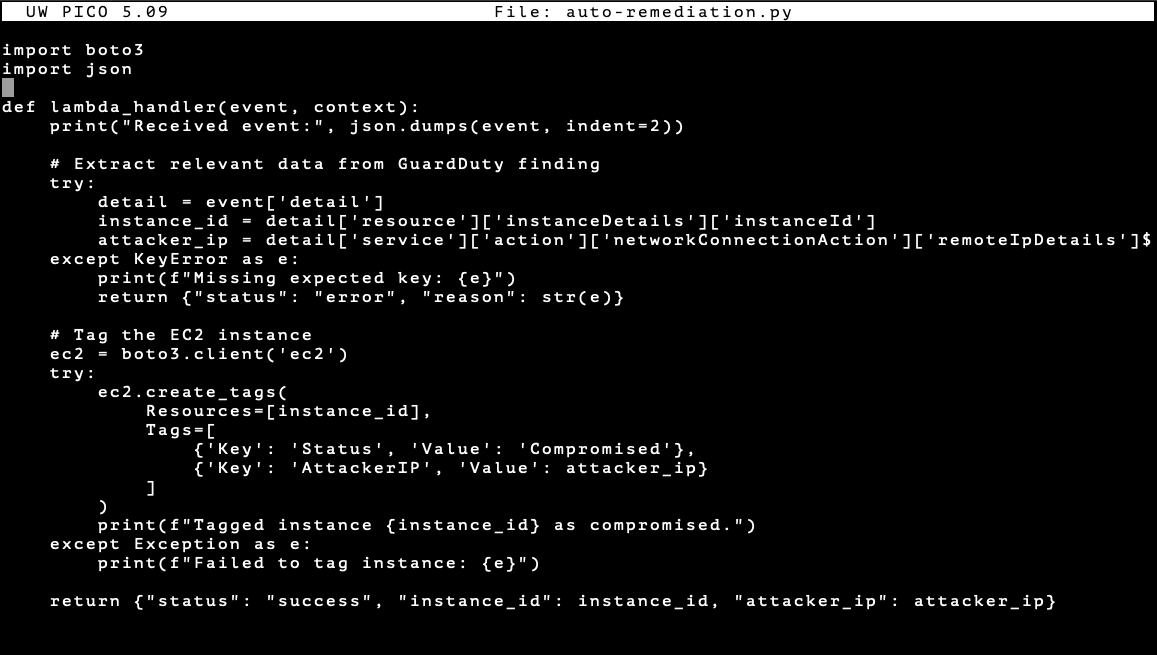 UW PICO 5.09 File: auto-remediation.py
import boto3
import json
def lambda_handler(event, context):
    print("Received event:", json.dumps(event, indent=2))
    # Extract relevant data from GuardDuty finding
    try:
        detail = event['detail']
        instance_id = detail['resource']['instanceDetails']['instanceId']
        attacker_ip = detail['service']['action']['networkConnectionAction']['remoteIpDetails']$
    except KeyError as e:
        print(f"Missing expected key: {e}")
        return {"status": "error", "reason": str(e)}
    # Tag the EC2 instance
    ec2 = boto3.client('ec2')
    try:
        ec2.create_tags(
            Resources=[instance_id],
            Tags=[
                {'Key': 'Status', 'Value': 'Compromised'},
                {'Key': 'AttackerIP', 'Value': attacker_ip}
            ]
        )
        print(f"Tagged instance {instance_id} as compromised.")
    except Exception as e:
        print(f"Failed to tag instance: {e}")
    return {"status": "success", "instance_id": instance_id, "attacker_ip": attacker_ip}